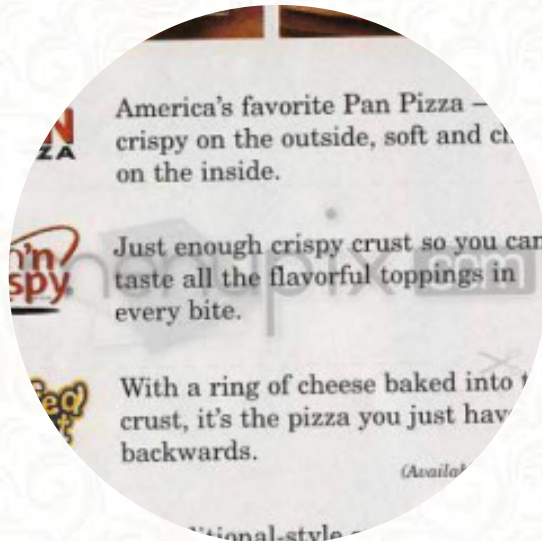 America's favorite Pan Pizza –
crispy on the outside, soft and
on the inside.
Just enough crispy crust so you can
taste all the flavorful toppings in
every bite.
With a ring of cheese baked into
crust, it's the pizza you just
backwards.
menupix.com